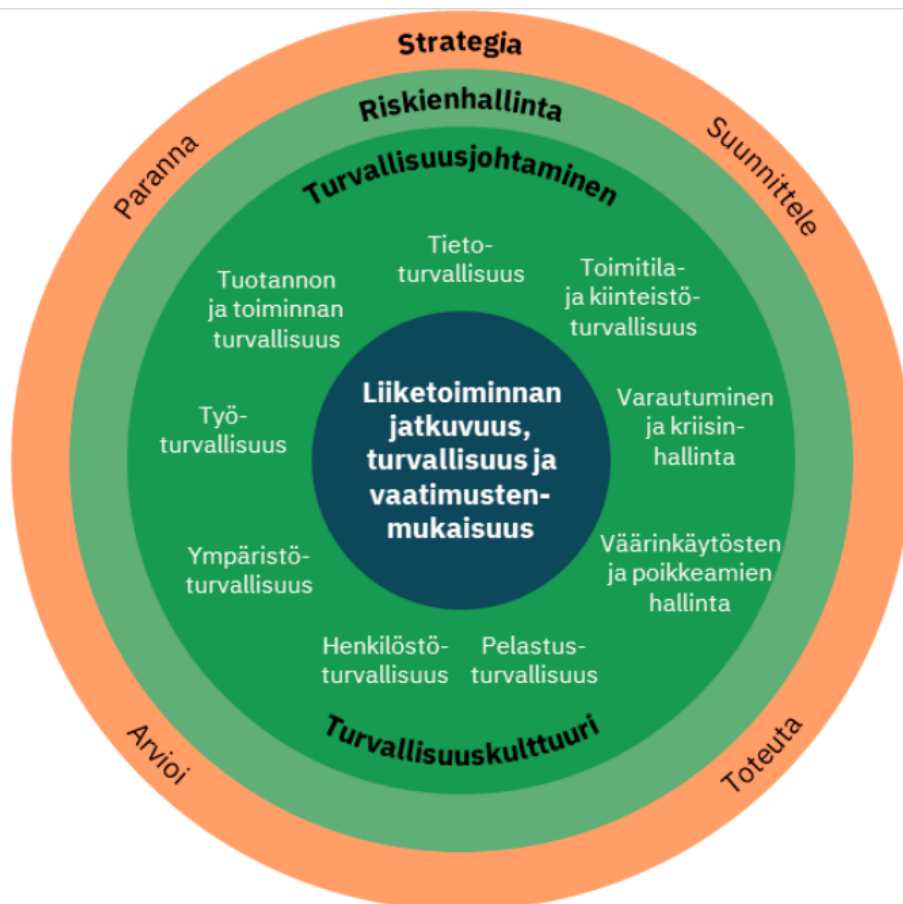 Strategia
Riskienhallinta
Turvallisuusjohtaminen
Paranna
Suunnittele
Tieto-
turvallisuus
Toimitila-
ja kiinteistö-
turvallisuus
Varautuminen
ja kriisin-
hallinta
Väärinkäytösten
ja poikkeamien
hallinta
Pelastus-
turvallisuus
Henkilöstö-
turvallisuus
Ympäristö-
turvallisuus
Työ-
turvallisuus
Tuotannon
ja toiminnan
turvallisuus
Liiketoiminnan
jatkuvuus,
turvallisuus ja
vaatimusten-
mukaisuus
Turvallisuuskulttuuri
Arvioi
Toteuta